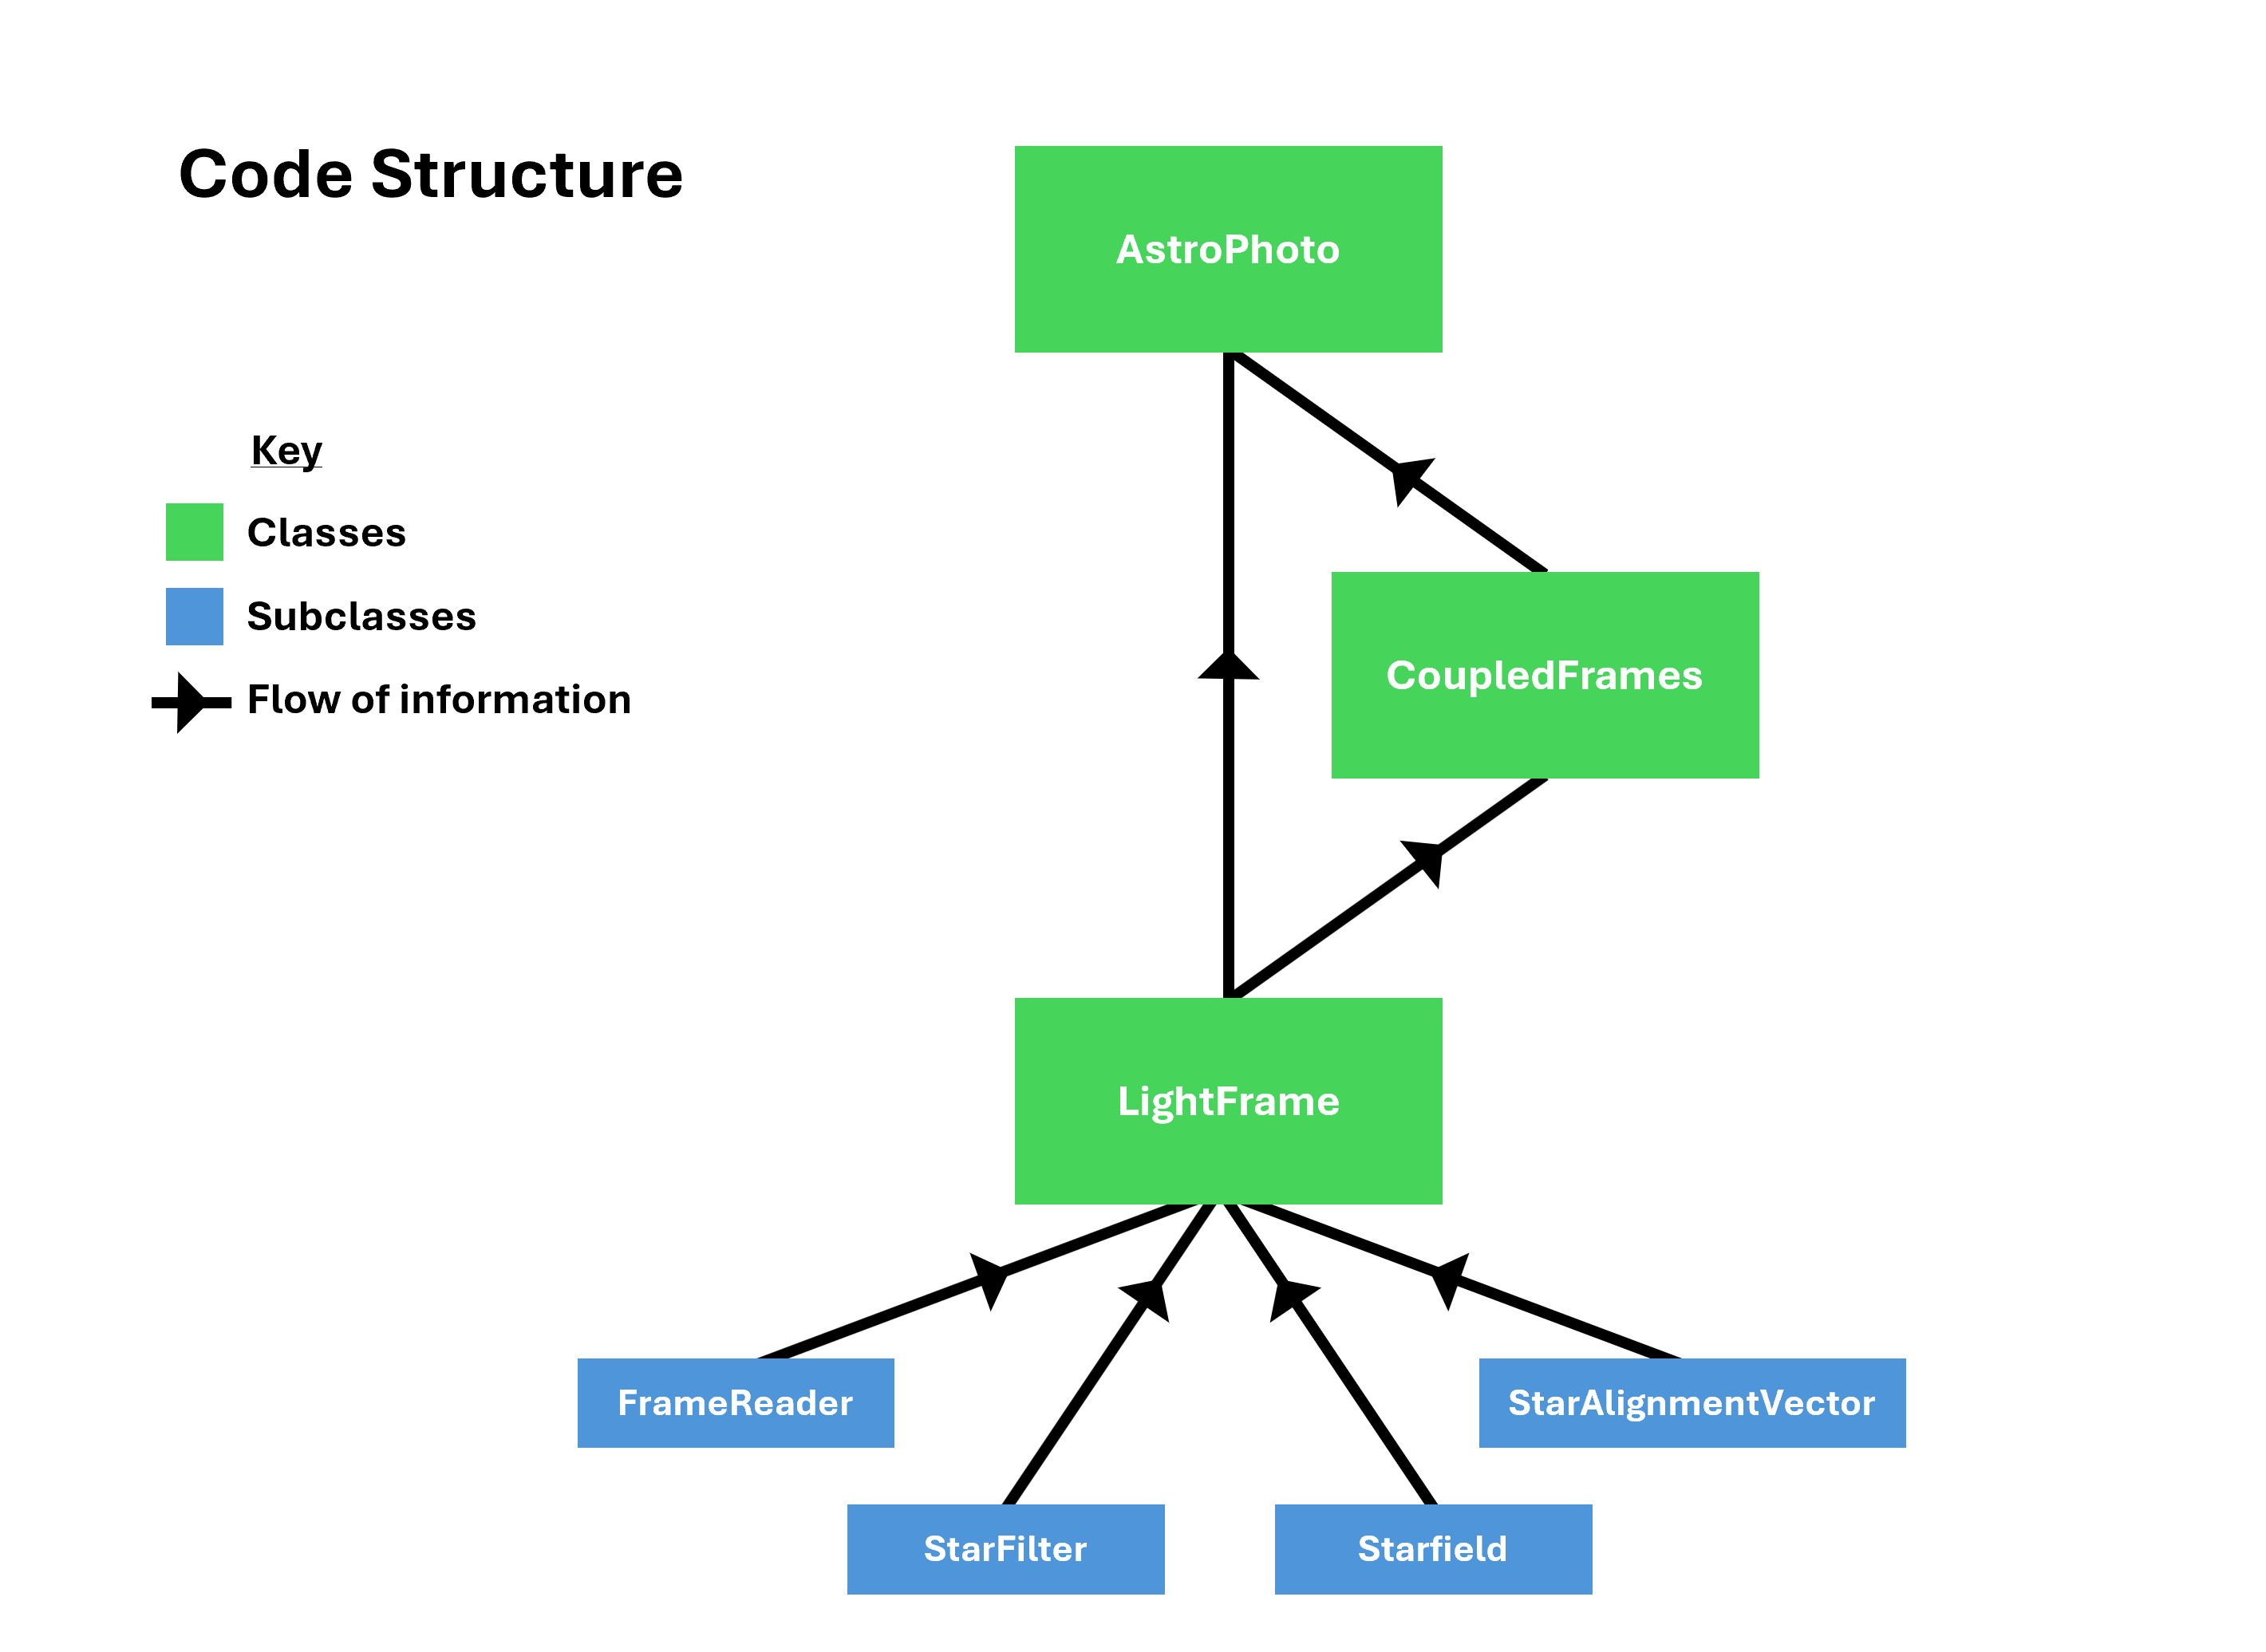 Code Structure
AstroPhoto
Key
Classes
Subclasses
Flow of information
CoupledFrames
LightFrame
FrameReader
StarAlignmentVector
StarFilter
Starfield